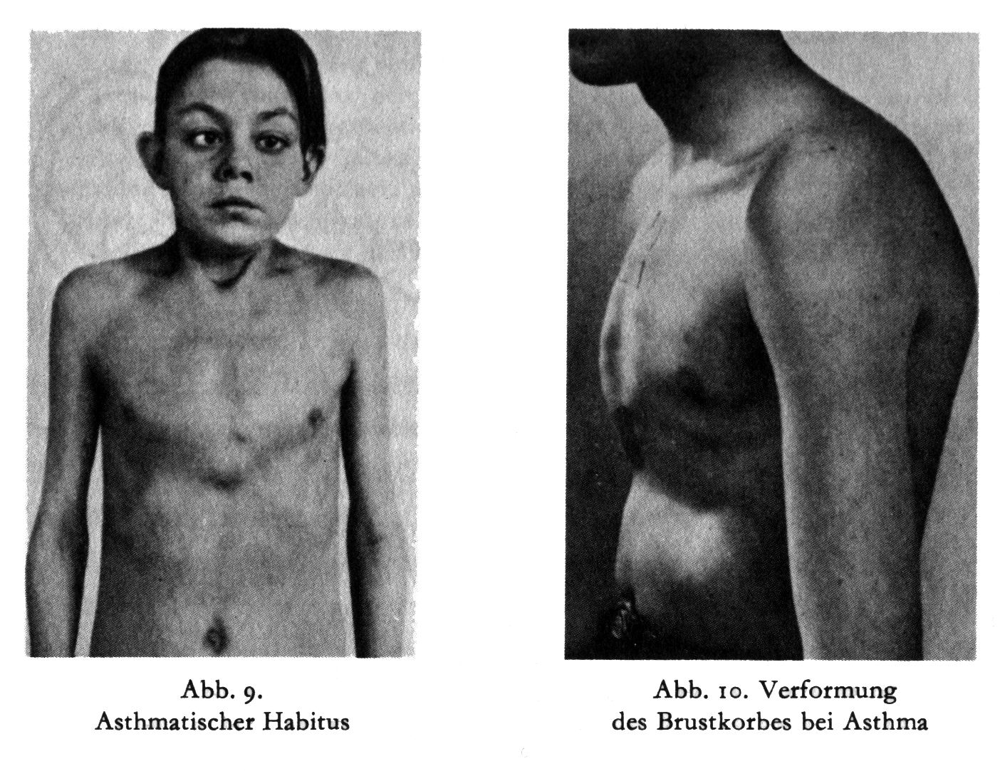 Abb. 9.
Asthmatischer Habitus
Abb. 10. Verformung
des Brustkorbes bei Asthma